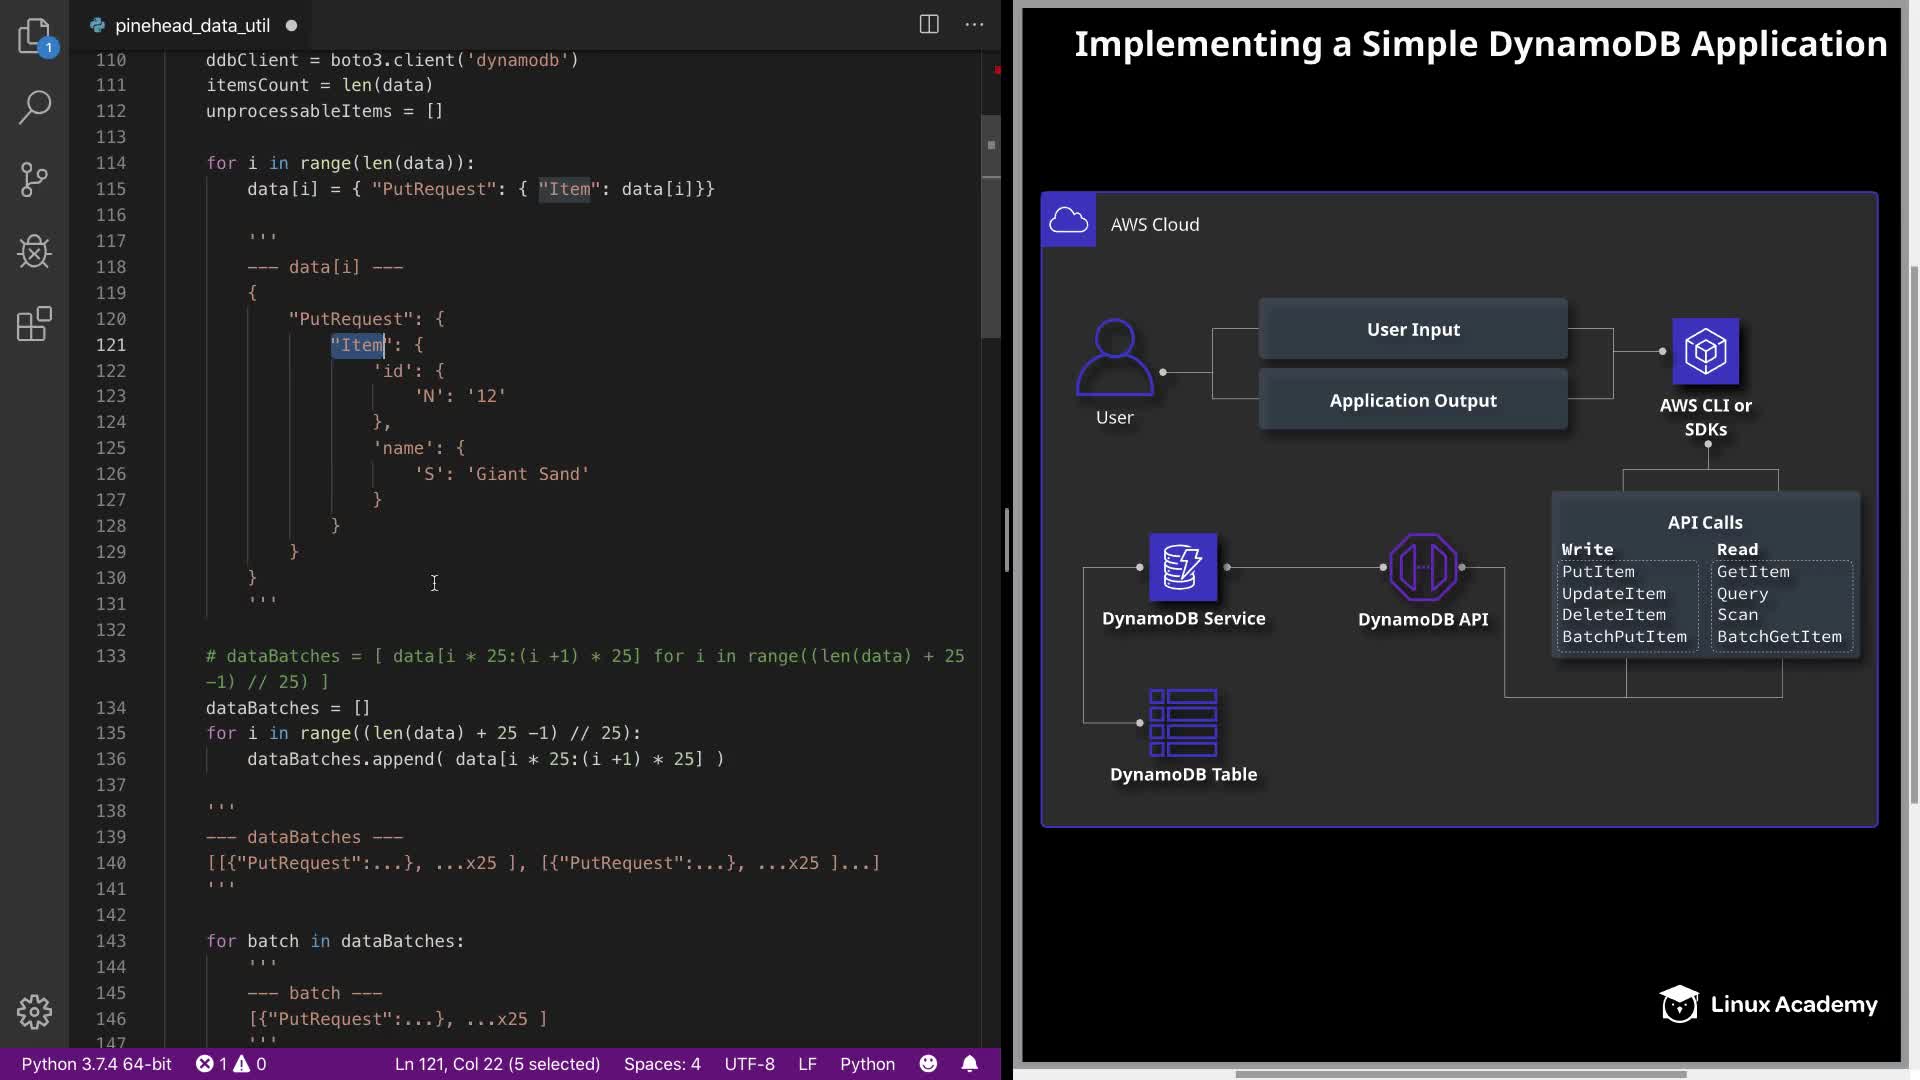 1
pinehead_data_util
110 ddbClient = boto3.client('dynamodb')
111 itemsCount = len(data)
112 unprocessableItems = []
113
114 for i in range(len(data)):
115 data[i] = { "PutRequest": { "Item": data[i]}}
116
117 '''
118 --- data[i] ---
119 {
120 "PutRequest": {
121 "Item": {
122 'id': {
123 'N': '12'
124 },
125 'name': {
126 'S': 'Giant Sand'
127 }
128 }
129 }
130 }
131 '''
132
133 # dataBatches = [ data[i * 25:(i +1) * 25] for i in range((len(data) + 25
-1) // 25) ]
134 dataBatches = []
135 for i in range((len(data) + 25 -1) // 25):
136 dataBatches.append( data[i * 25:(i +1) * 25] )
137
138 '''
139 --- dataBatches ---
140 [[{"PutRequest":...}, ...x25 ], [{"PutRequest":...}, ...x25 ]...]
141 '''
142
143 for batch in dataBatches:
144 '''
145 --- batch ---
146 [{"PutRequest":...}, ...x25 ]
147 '''
Python 3.7.4 64-bit 1 0 Ln 121, Col 22 (5 selected) Spaces: 4 UTF-8 LF Python
Implementing a Simple DynamoDB Application
AWS Cloud
User Input
Application Output
User
AWS CLI or
SDKs
API Calls
Write Read
PutItem GetItem
UpdateItem Query
DeleteItem Scan
BatchPutItem BatchGetItem
DynamoDB Service
DynamoDB API
DynamoDB Table
Linux Academy